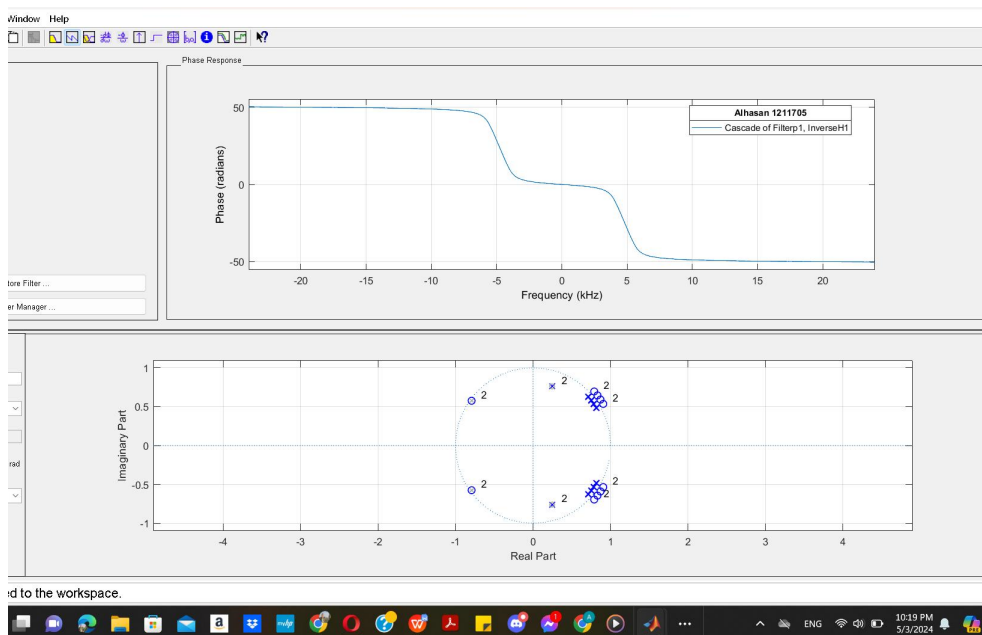 Window Help
Phase Response
50
0
-50
Phase (radians)
Alhasan 1211705
Cascade of Filterp1, InverseH1
-20 -15 -10 -5 0 5 10 15 20
Frequency (kHz)
tore Filter ...
er Manager ...
1
0.5
0
-0.5
-1
Imaginary Part
2 2 2 2
2 2 2 2
rad
-4 -3 -2 -1 0 1 2 3 4
Real Part
ed to the workspace.
a
ENG
10:19 PM
5/3/2024
PRE